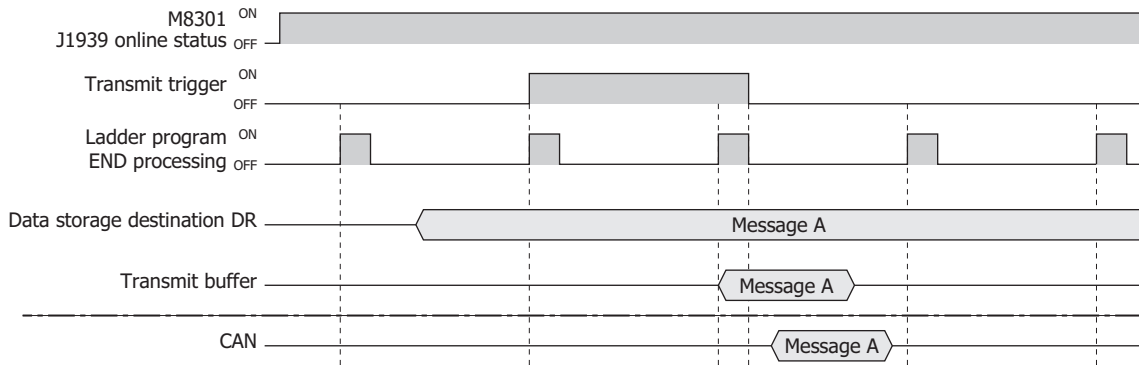 M8301 ON
J1939 online status OFF
Transmit trigger ON
OFF
Ladder program ON
END processing OFF
Data storage destination DR Message A
Transmit buffer Message A
CAN Message A